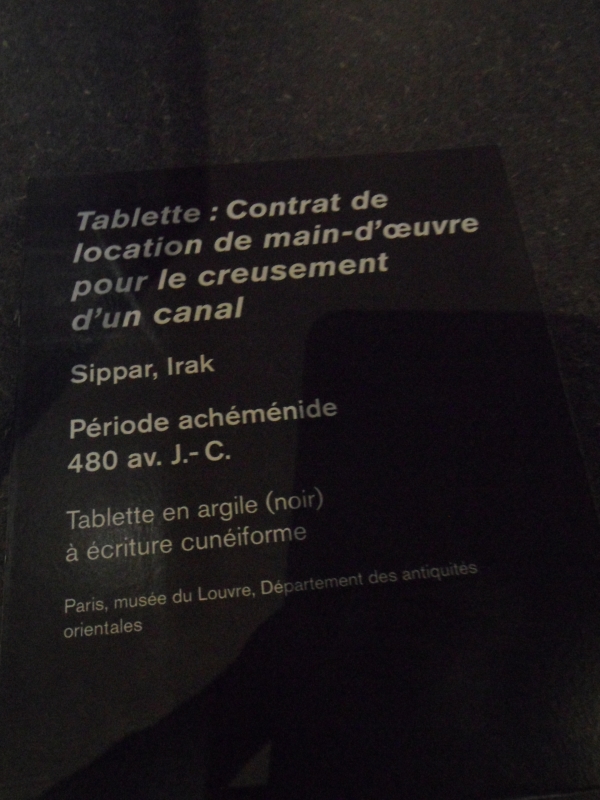 Tablette : Contrat de
location de main-d'œuvre
pour le creusement
d'un canal
Sippar, Irak
Période achéménide
480 av. J.-C.
Tablette en argile (noir)
à écriture cunéiforme
Paris, musée du Louvre, Département des antiquités
orientales